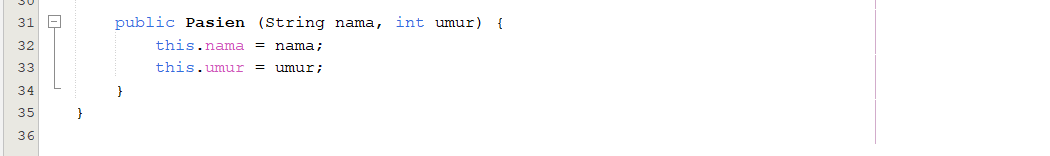 30
31 public Pasien (String nama, int umur) {
32 this.nama = nama;
33 this.umur = umur;
34 }
35 }
36